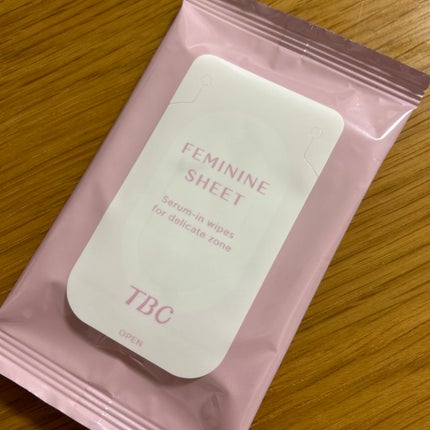 FEMININE
SHEET
Serum-in wipes
for delicate zone
TBC
OPEN